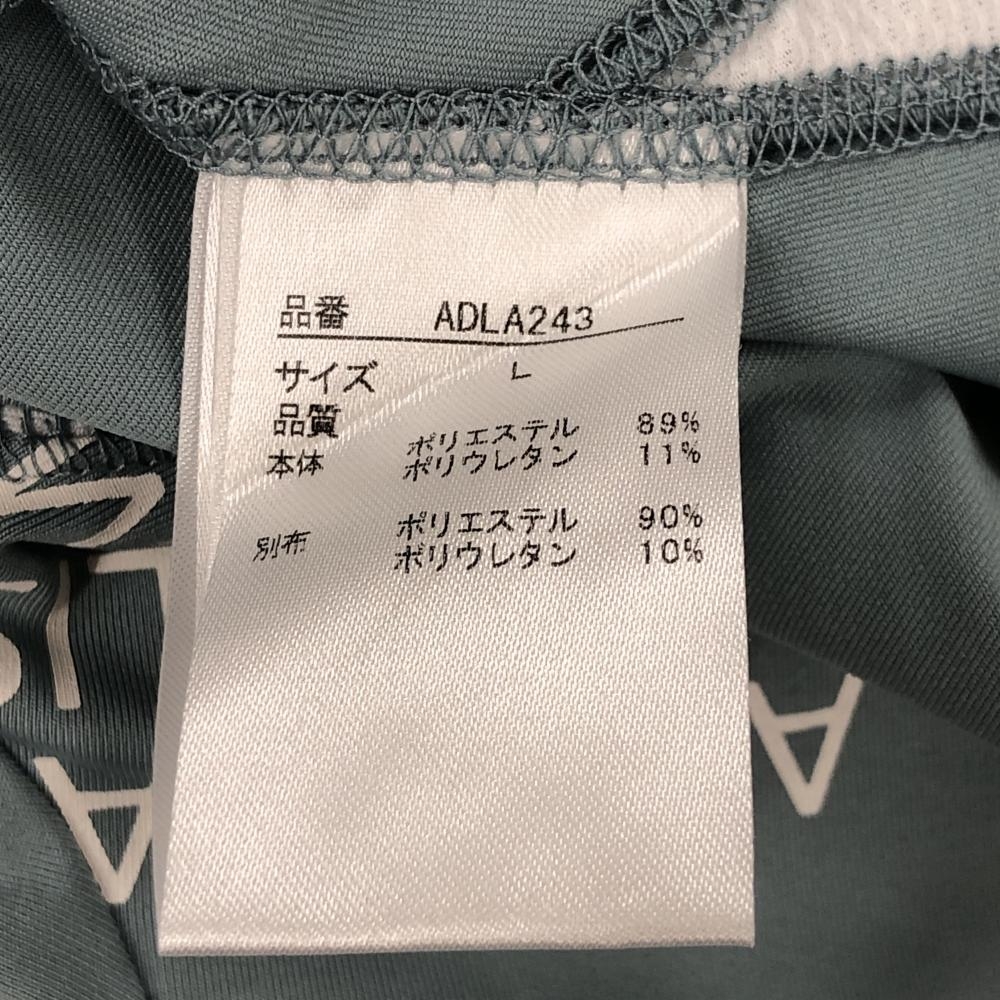 品番 ADLA243
サイズ L
品質
本体 ポリエステル 89%
ポリウレタン 11%
別布 ポリエステル 90%
ポリウレタン 10%
A
A